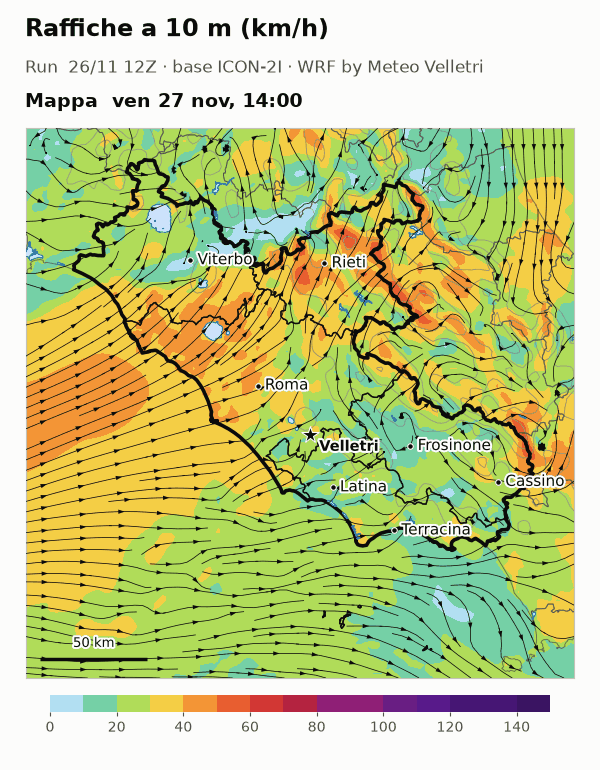 Raffiche a 10 m (km/h)
Run 26/11 12Z · base ICON-2I · WRF by Meteo Velletri
Mappa ven 27 nov, 14:00
Viterbo
Rieti
Roma
Velletri
Frosinone
Latina
Cassino
Terracina
50 km
0 20 40 60 80 100 120 140